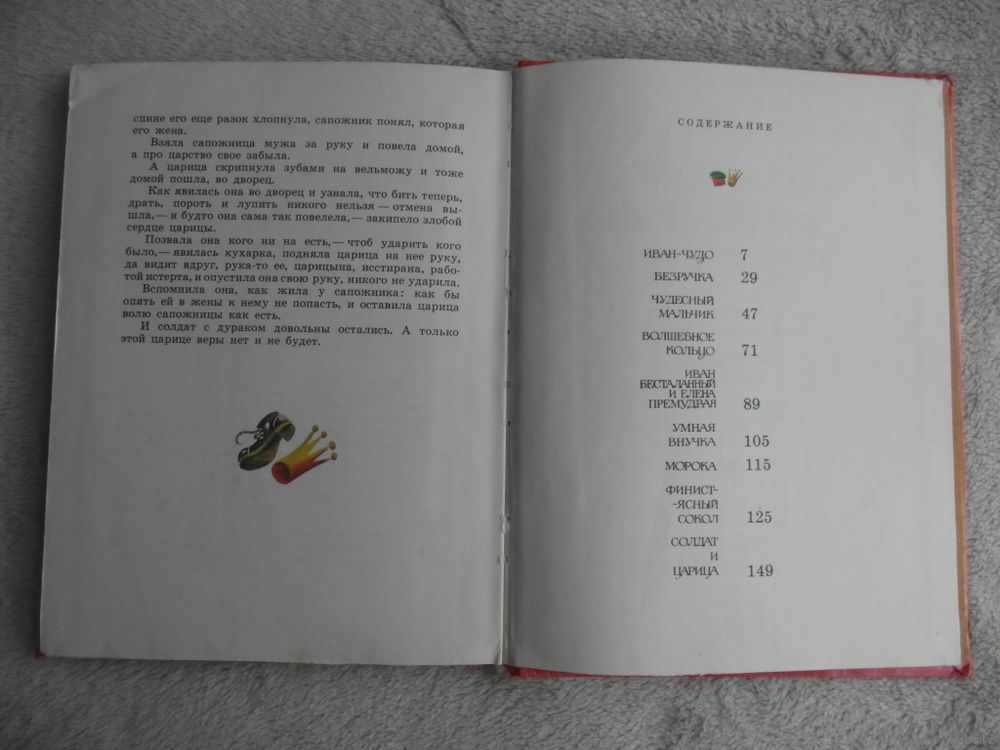 спине его еще разок хлопнула, сапожник понял, которая
его жена.
Взяла сапожница мужа за руку и повела домой,
а про царство свое забыла.
А царица скрипнула зубами на вельможу и тоже
домой пошла, во дворец.
Как явилась она во дворец и узнала, что бить теперь,
драть, пороть и лупить никого нельзя — отмена вы-
шла,— и будто она сама так повелела,— закипело злобой
сердце царицы.
Позвала она кого ни на есть,— чтоб ударить кого
было,— явилась кухарка, подняла царица на нее руку,
да видит вдруг, рука-то ее, царицына, исстирана, рабо-
той истерта, и опустила она свою руку, никого не ударила.
Вспомнила она, как жила у сапожника: как бы
опять ей в жены к нему не попасть, и оставила царица
волю сапожницы как есть.
И солдат с дураком довольны остались. А только
этой царице веры нет и не будет.
СОДЕРЖАНИЕ
ИВАН-ЧУДО 7
БЕЗРУЧКА 29
ЧУДЕСНЫЙ
МАЛЬЧИК 47
ВОЛШЕБНОЕ
КОЛЬЦО 71
ИВАН
БЕСТАЛАННЫЙ
И ЕЛЕНА
ПРЕМУДРАЯ 89
УМНАЯ
ВНУЧКА 105
МОРОКА 115
ФИНИСТ-
-ЯСНЫЙ
СОКОЛ 125
СОЛДАТ
И
ЦАРИЦА 149